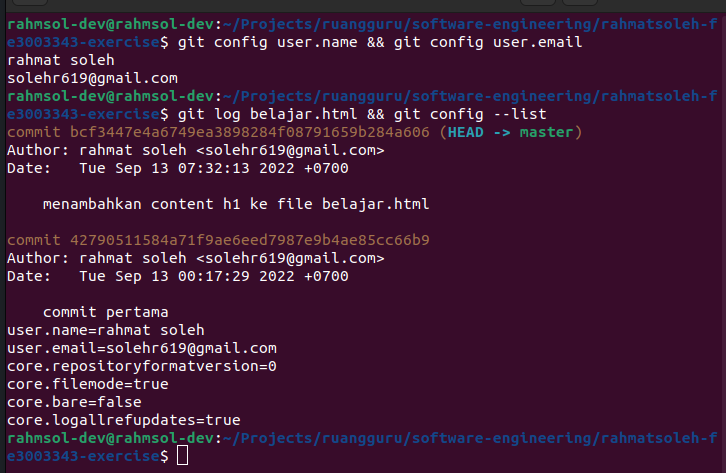 rahmsol-dev@rahmsol-dev:~/Projects/ruangguru/software-engineering/rahmatsoleh-f
e3003343-exercise$ git config user.name && git config user.email
rahmat soleh
solehr619@gmail.com
rahmsol-dev@rahmsol-dev:~/Projects/ruangguru/software-engineering/rahmatsoleh-f
e3003343-exercise$ git log belajar.html && git config --list
commit bcf3447e4a6749ea3898284f08791659b284a606 (HEAD -> master)
Author: rahmat soleh <solehr619@gmail.com>
Date:   Tue Sep 13 07:32:13 2022 +0700
    menambahkan content h1 ke file belajar.html
commit 42790511584a71f9ae6eed7987e9b4ae85cc66b9
Author: rahmat soleh <solehr619@gmail.com>
Date:   Tue Sep 13 00:17:29 2022 +0700
    commit pertama
user.name=rahmat soleh
user.email=solehr619@gmail.com
core.repositoryformatversion=0
core.filemode=true
core.bare=false
core.logallrefupdates=true
rahmsol-dev@rahmsol-dev:~/Projects/ruangguru/software-engineering/rahmatsoleh-f
e3003343-exercise$